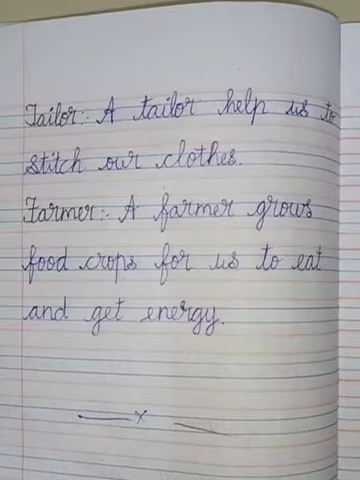 Tailor:- A tailor help us to
stitch our clothes.
Farmer:- A farmer grows
food crops for us to eat
and get energy.
x